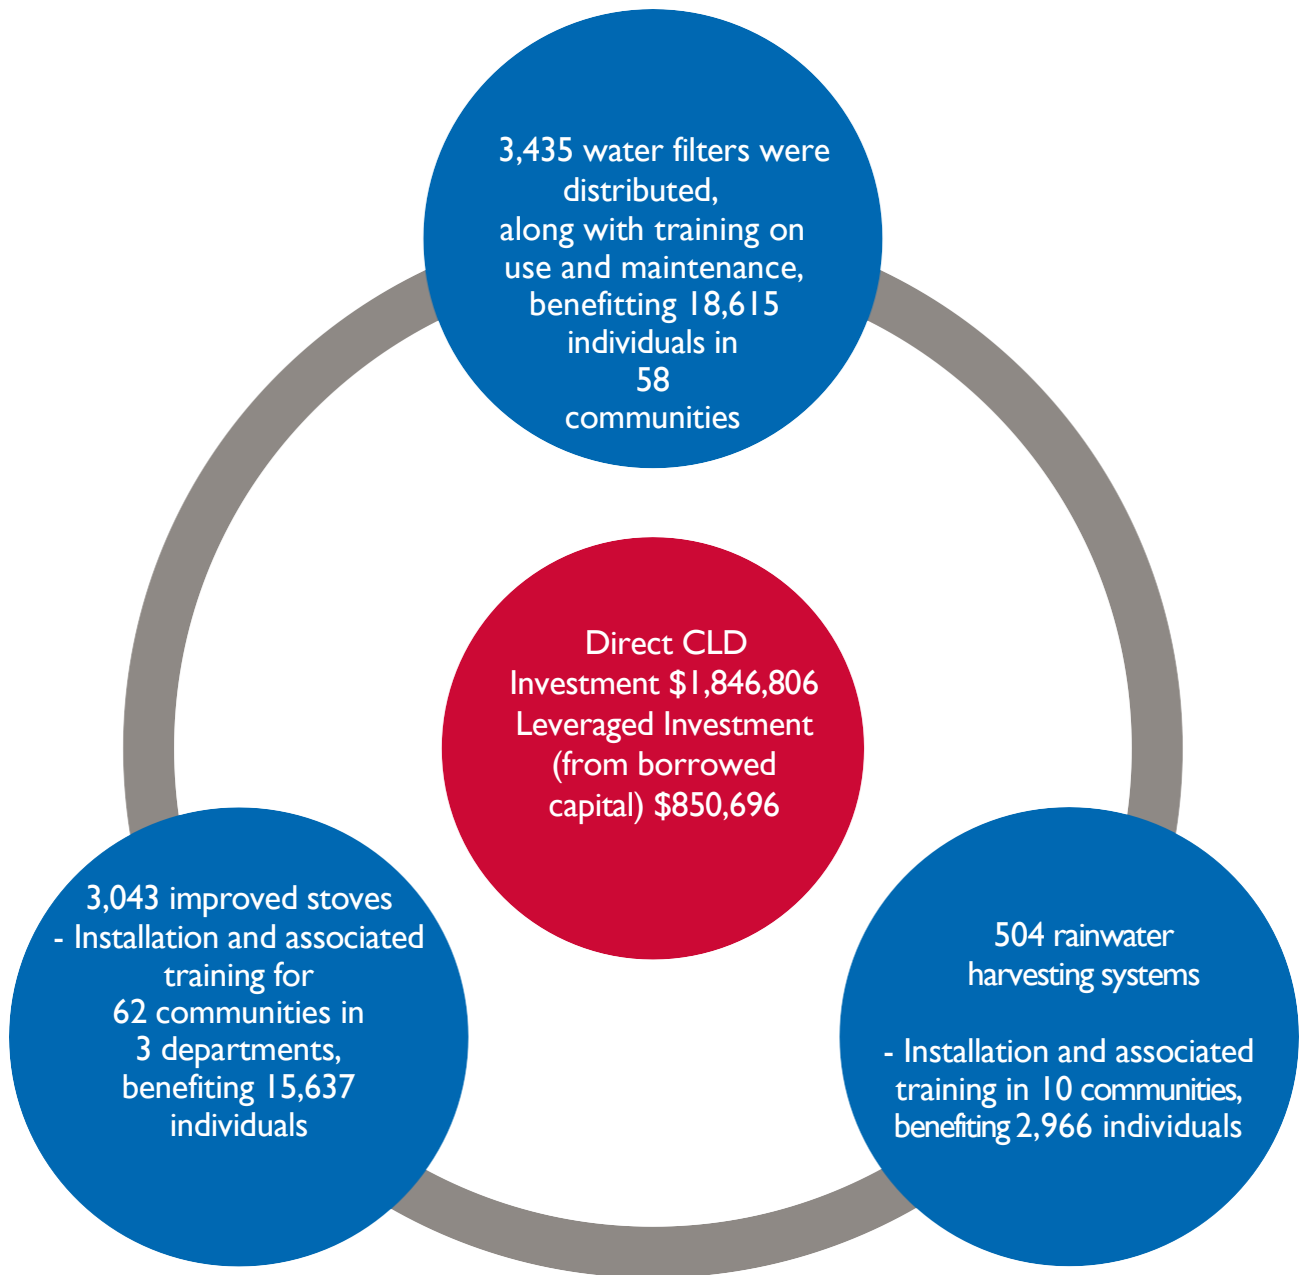 3,435 water filters were
distributed,
along with training on
use and maintenance,
benefitting 18,615
individuals in
58
communities
Direct CLD
Investment $1,846,806
Leveraged Investment
(from borrowed
capital) $850,696
3,043 improved stoves
- Installation and associated
training for
62 communities in
3 departments,
benefiting 15,637
individuals
504 rainwater
harvesting systems
- Installation and associated
training in 10 communities,
benefiting 2,966 individuals